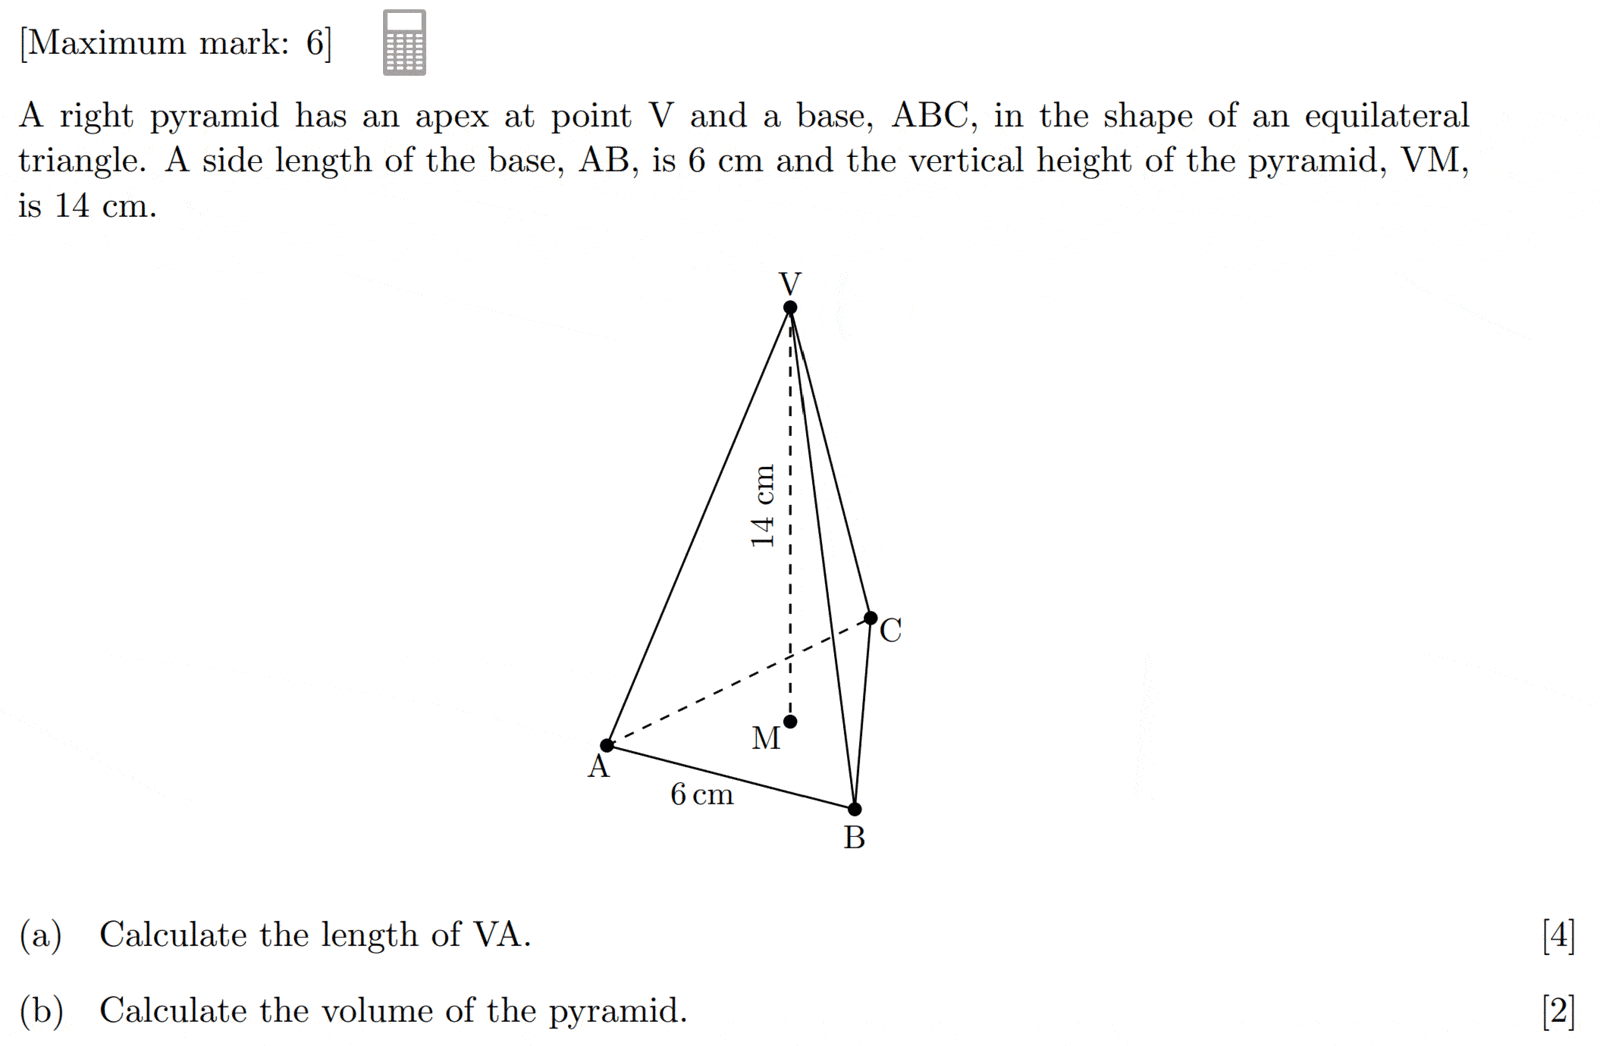 [Maximum mark: 6]
A right pyramid has an apex at point V and a base, ABC, in the shape of an equilateral
triangle. A side length of the base, AB, is 6 cm and the vertical height of the pyramid, VM,
is 14 cm.
V
14 cm
C
M
A
6 cm
B
(a) Calculate the length of VA. [4]
(b) Calculate the volume of the pyramid. [2]